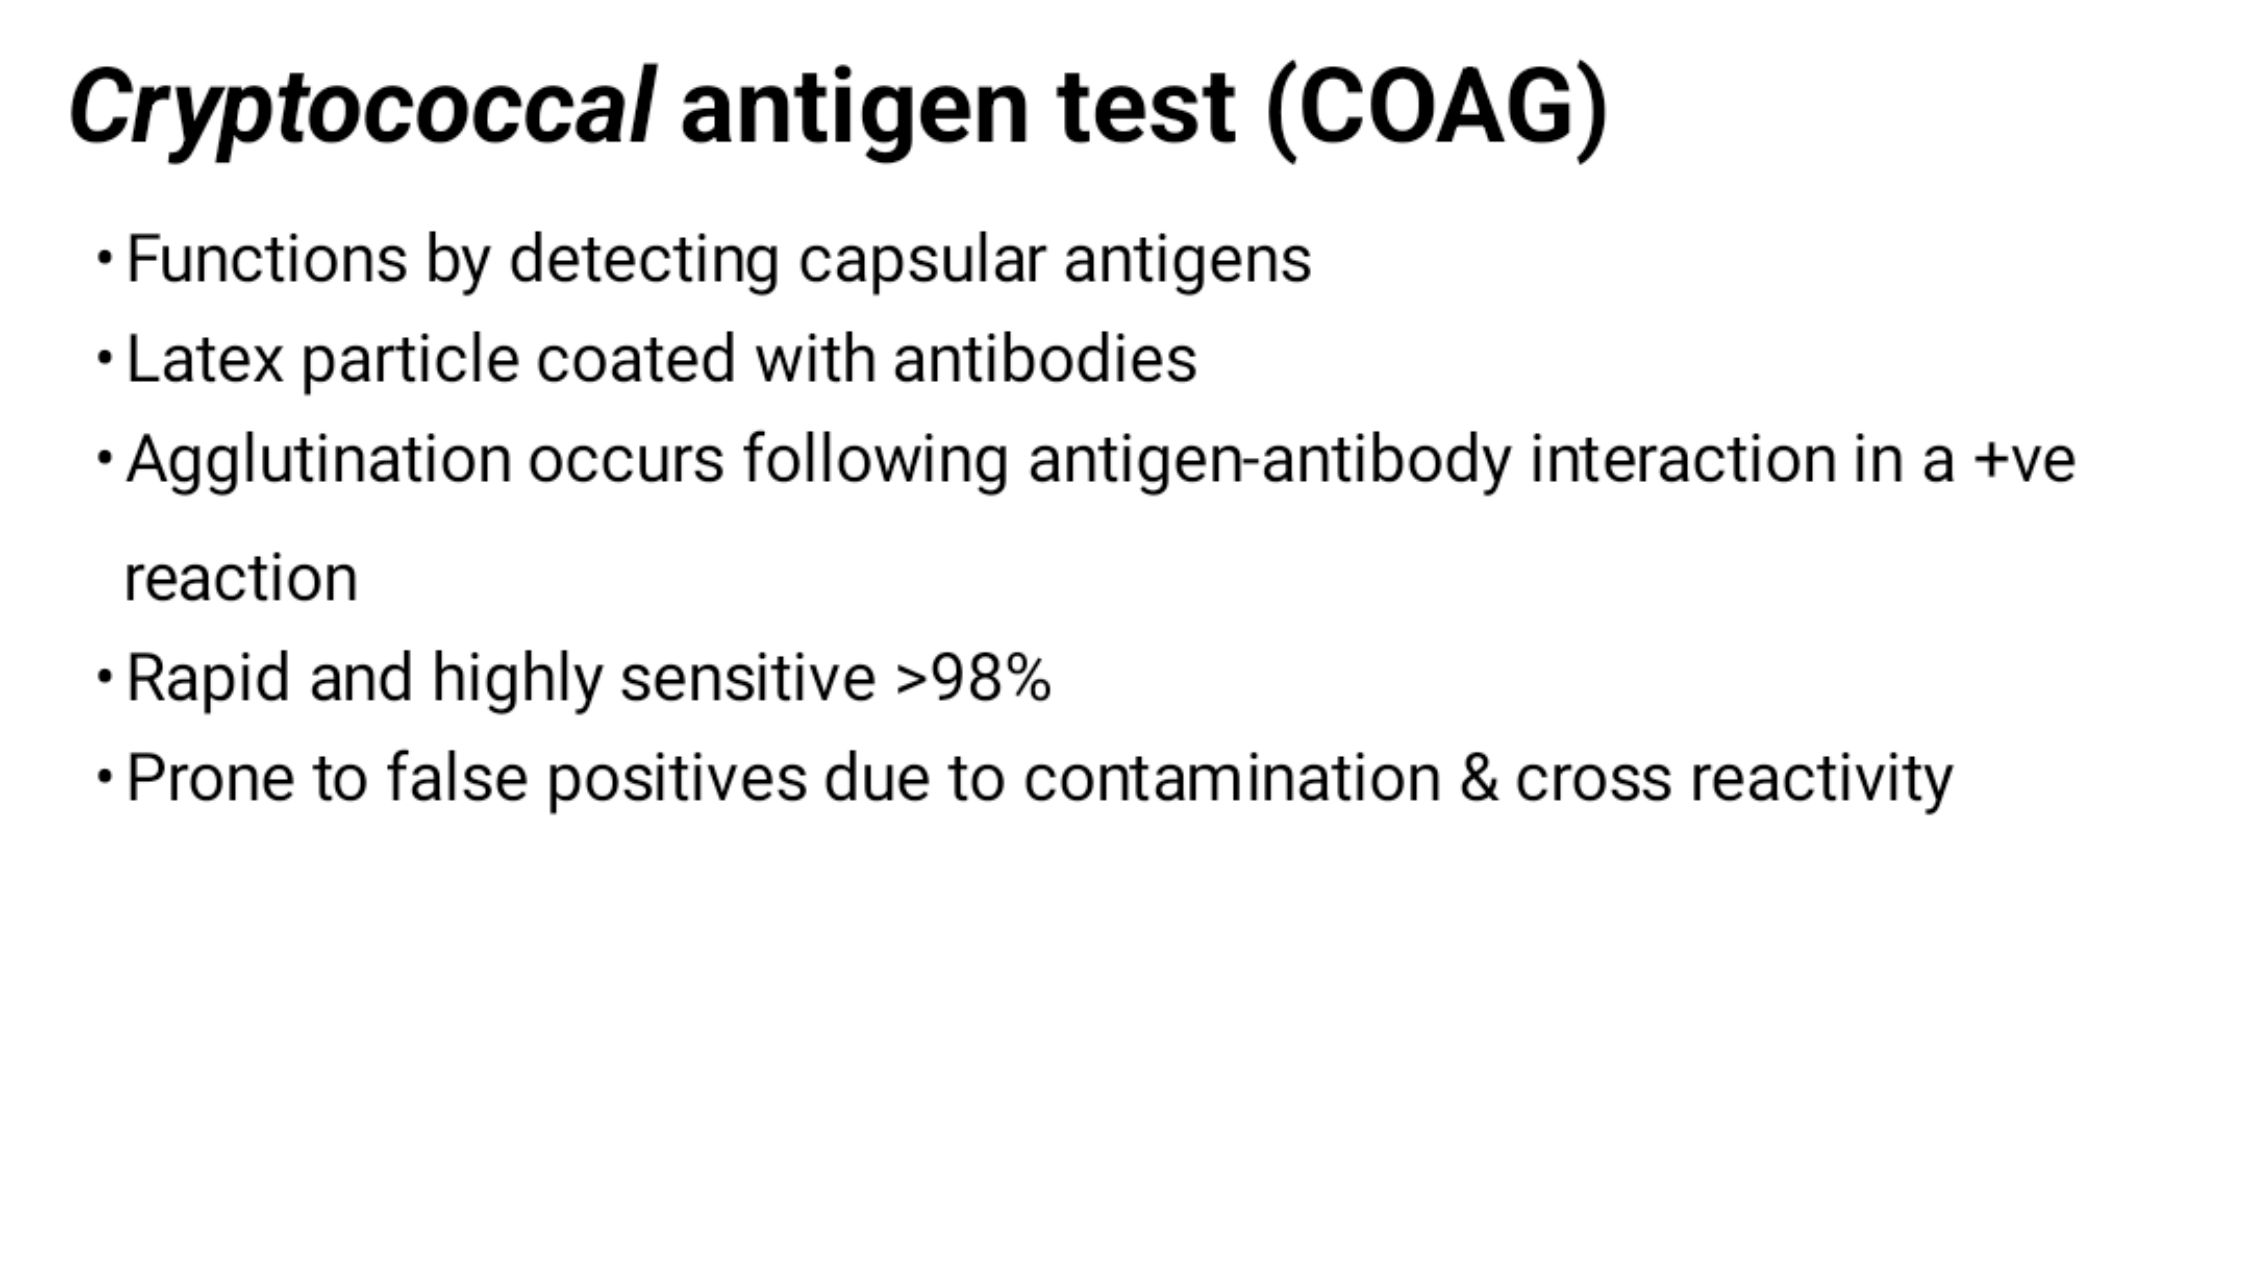 Cryptococcal antigen test (COAG)
• Functions by detecting capsular antigens
• Latex particle coated with antibodies
• Agglutination occurs following antigen-antibody interaction in a +ve
reaction
• Rapid and highly sensitive >98%
• Prone to false positives due to contamination & cross reactivity